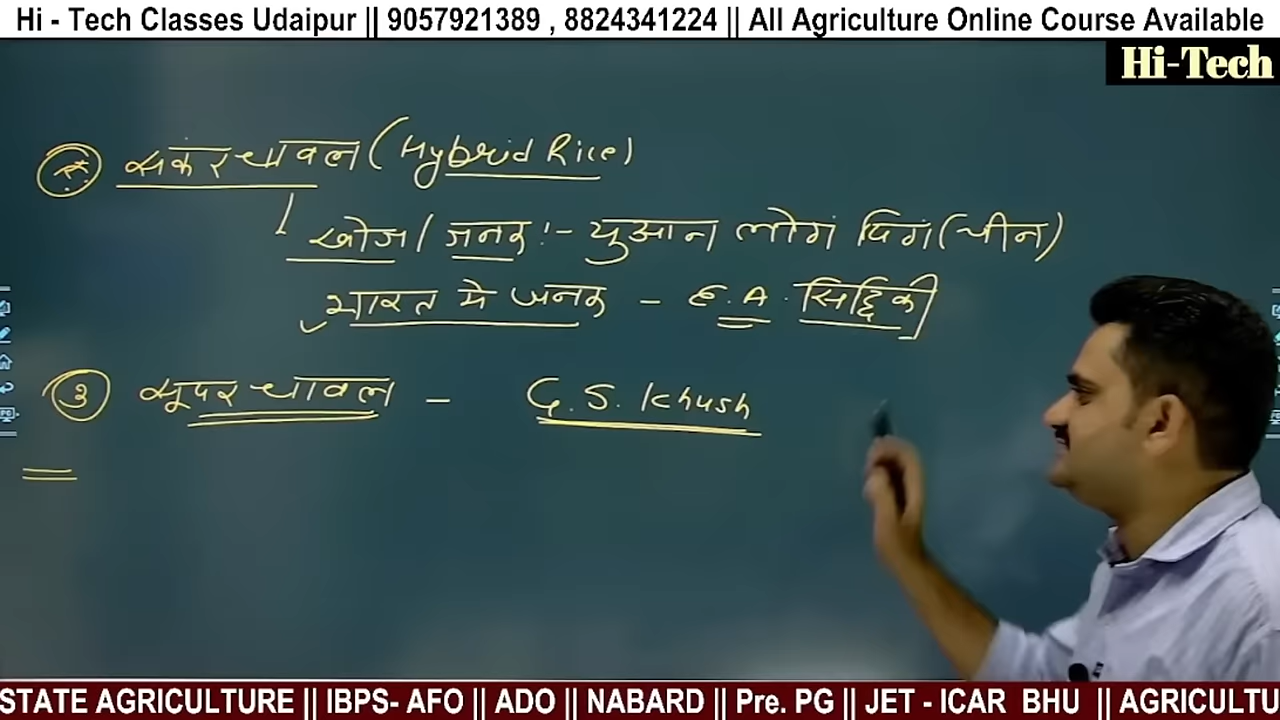 Hi - Tech Classes Udaipur || 9057921389 , 8824341224 || All Agriculture Online Course Available
Hi-Tech
संकर चावल (Hybrid Rice)
खोज / जनक :- युआन लोंग पिंग (चीन)
भारत मे जनक - E.A. सिद्दिकी
③ सूपर चावल - G.S. Khush
STATE AGRICULTURE || IBPS- AFO || ADO || NABARD || Pre. PG || JET - ICAR BHU || AGRICULTU